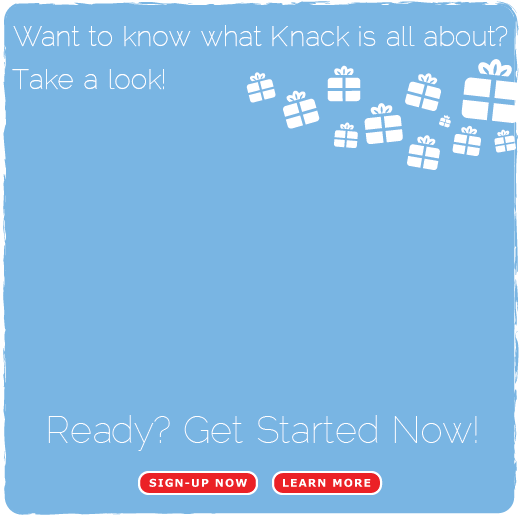 Want to know what Knack is all about?
Take a look!
Ready? Get Started Now!
SIGN-UP NOW
LEARN MORE